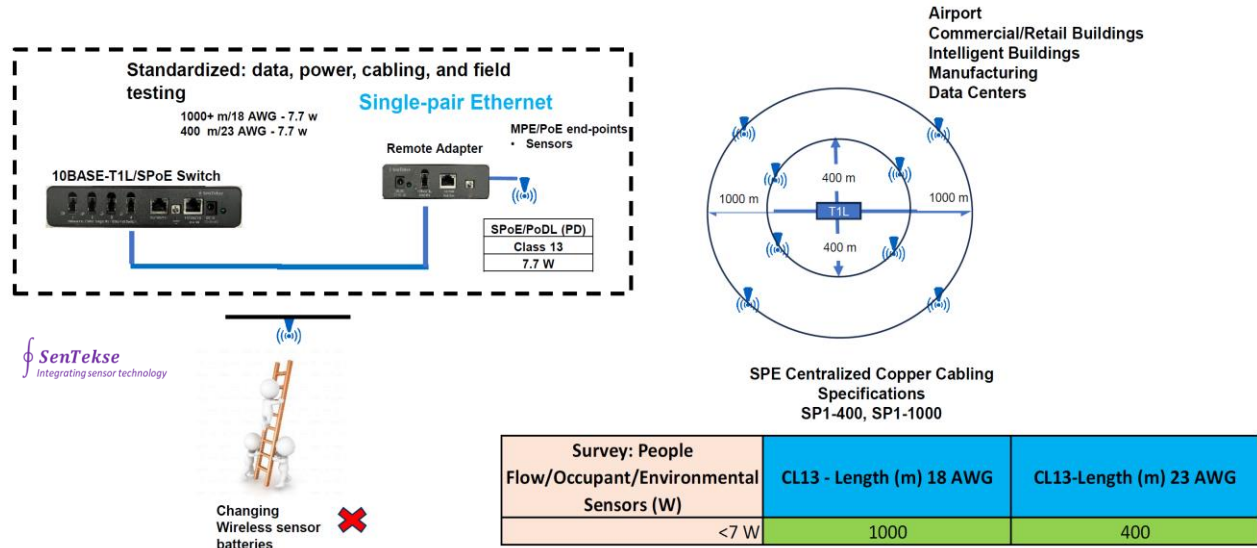 Standardized: data, power, cabling, and field
testing
Single-pair Ethernet
1000+ m/18 AWG - 7.7 w
400 m/23 AWG - 7.7 w
MPE/PoE end-points
• Sensors
Remote Adapter
10BASE-T1L/SPoE Switch
SPoE/PoDL (PD)
Class 13
7.7 W
SenTekse
Integrating sensor technology
Changing
Wireless sensor
batteries
Airport
Commercial/Retail Buildings
Intelligent Buildings
Manufacturing
Data Centers
400 m
1000 m
1000 m
T1L
400 m
SPE Centralized Copper Cabling
Specifications
SP1-400, SP1-1000
Survey: People
Flow/Occupant/Environmental
Sensors (W)
CL13 - Length (m) 18 AWG
CL13-Length (m) 23 AWG
<7 W
1000
400